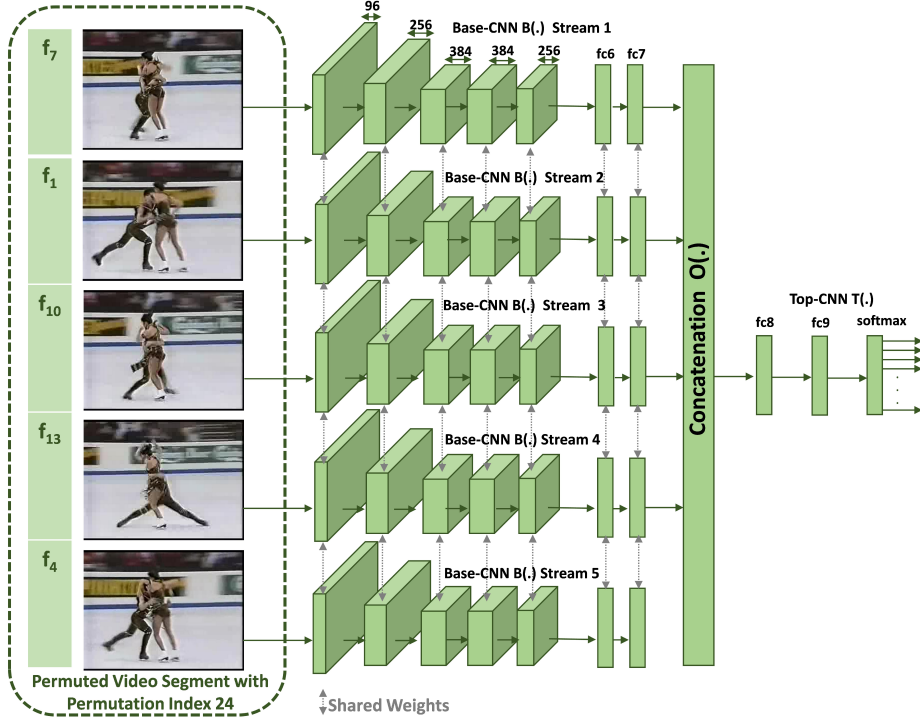 f7
f1
f10
f13
f4
Permuted Video Segment with
Permutation Index 24
96
256
384
384
256
Base-CNN B(.) Stream 1
fc6
fc7
Base-CNN B(.) Stream 2
Base-CNN B(.) Stream 3
Base-CNN B(.) Stream 4
Base-CNN B(.) Stream 5
Shared Weights
Concatenation O(.)
Top-CNN T(.)
fc8
fc9
softmax